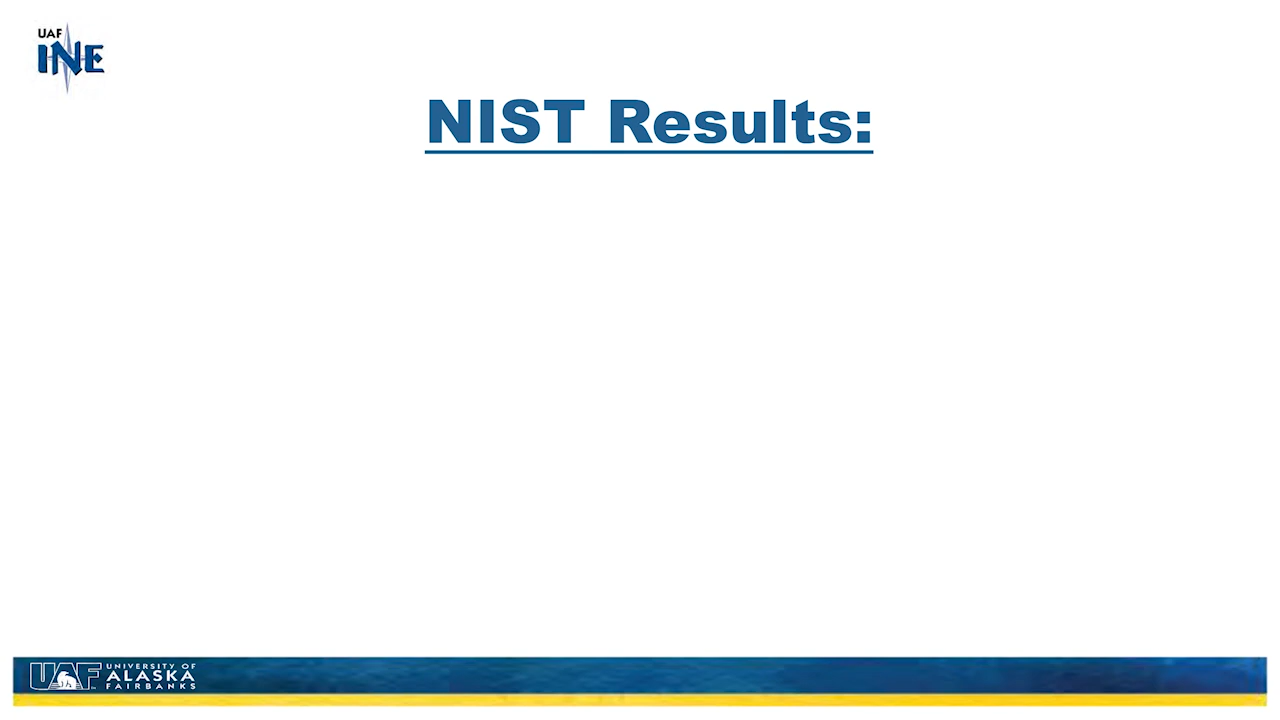 UAF
INE
NIST Results:
UAF UNIVERSITY OF
ALASKA
FAIRBANKS